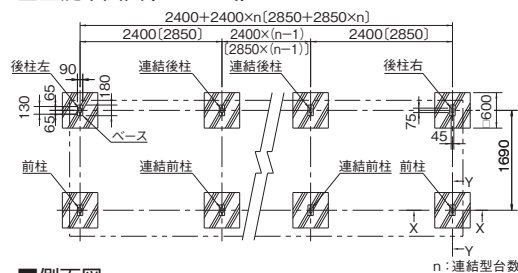 2400+2400×n[2850+2850×n]
2400[2850]
2400×(n-1)
[2850×(n-1)]
2400[2850]
後柱左
90
連結後柱
連結後柱
後柱右
65
130
65
180
ベース
75
45
□600
1690
前柱
連結前柱
連結前柱
前柱
Y
X
X
Y
n：連結型台数
■側面図